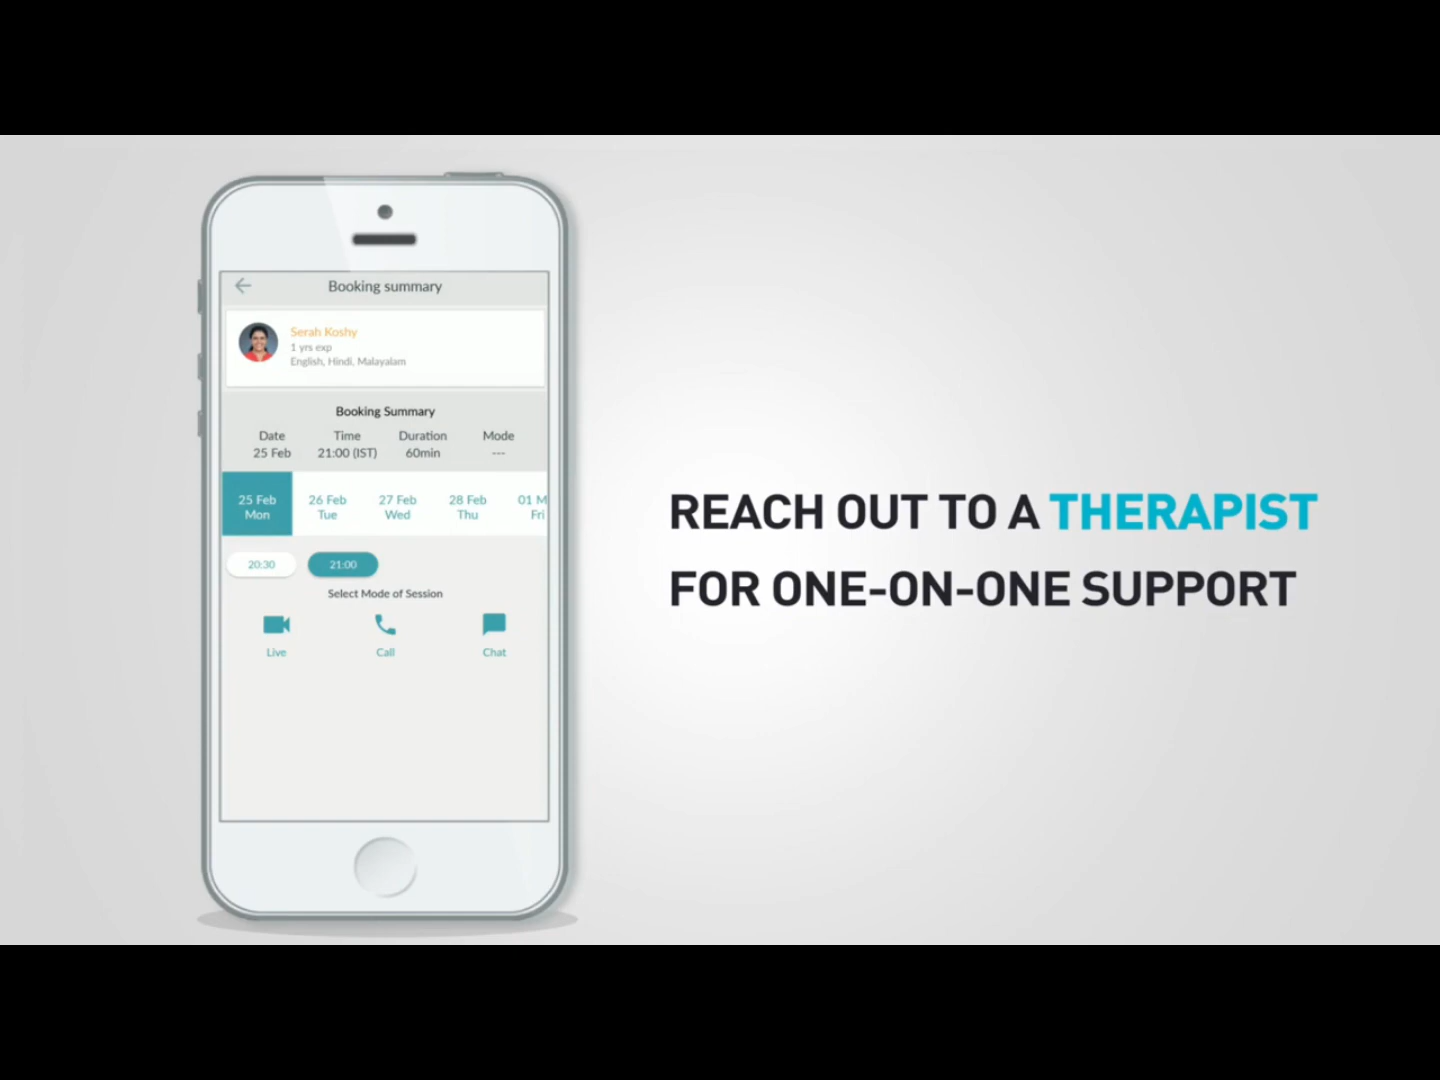 Booking summary
Serah Koshy
1 yrs exp
English, Hindi, Malayalam
Booking Summary
Date Time Duration Mode
25 Feb 21:00 (IST) 60min ---
25 Feb 26 Feb 27 Feb 28 Feb 01 M
Mon Tue Wed Thu Fri
20:30 21:00
Select Mode of Session
Live Call Chat
REACH OUT TO A THERAPIST
FOR ONE-ON-ONE SUPPORT